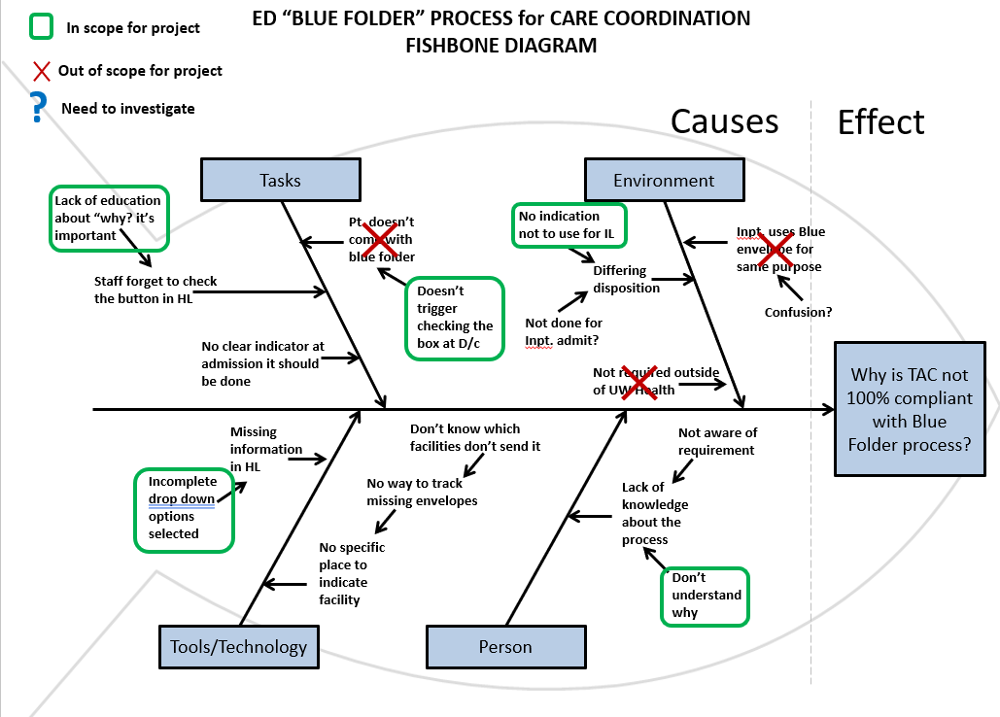 ED “BLUE FOLDER” PROCESS for CARE COORDINATION
FISHBONE DIAGRAM
In scope for project
Out of scope for project
? Need to investigate
Causes
Effect
Tasks
Environment
Lack of education
about “why? it’s
important
Staff forget to check
the button in HL
No clear indicator at
admission it should
be done
Pt. doesn’t
come with
blue folder
Doesn’t
trigger
checking the
box at D/c
No indication
not to use for IL
Differing
disposition
Not done for
Inpt. admit?
Not required outside
of UW Health
Inpt. uses Blue
envelope for
same purpose
Confusion?
Why is TAC not
100% compliant
with Blue
Folder process?
Missing
information
in HL
Incomplete
drop down
options
selected
Don’t know which
facilities don’t send it
No way to track
missing envelopes
No specific
place to
indicate
facility
Not aware of
requirement
Lack of
knowledge
about the
process
Don’t
understand
why
Tools/Technology
Person